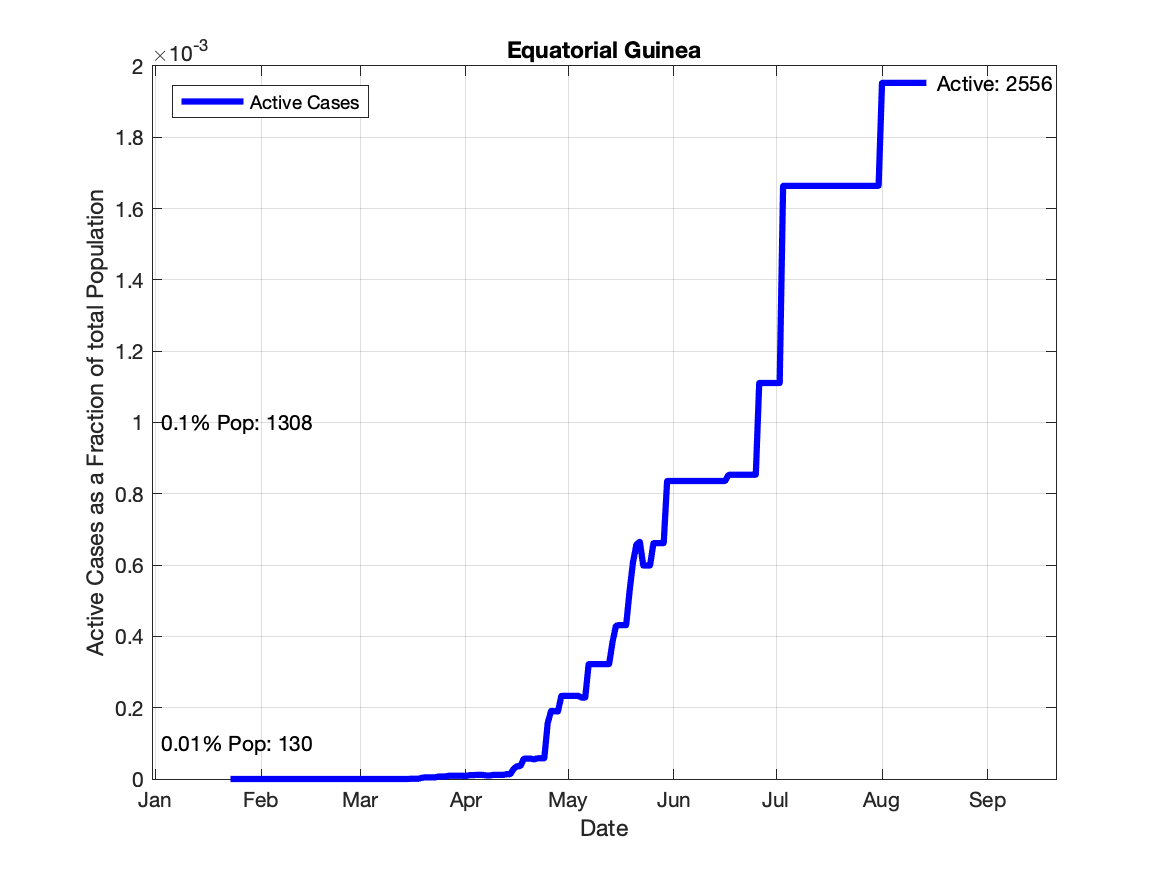 Equatorial Guinea
×10-3
2
1.8
1.6
1.4
1.2
1
0.8
0.6
0.4
0.2
0
Active Cases as a Fraction of total Population
Active Cases
Active: 2556
0.1% Pop: 1308
0.01% Pop: 130
Jan Feb Mar Apr May Jun Jul Aug Sep
Date